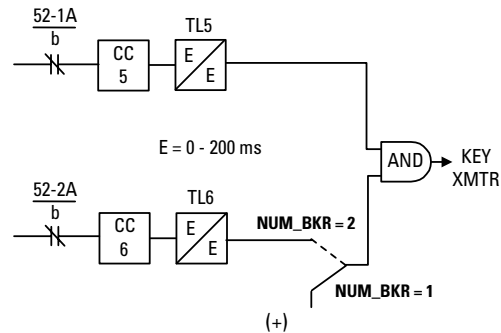 52-1A
b
CC
5
TL5
E
E
E = 0 - 200 ms
AND
KEY
XMTR
52-2A
b
CC
6
TL6
E
E
NUM_BKR = 2
NUM_BKR = 1
(+)